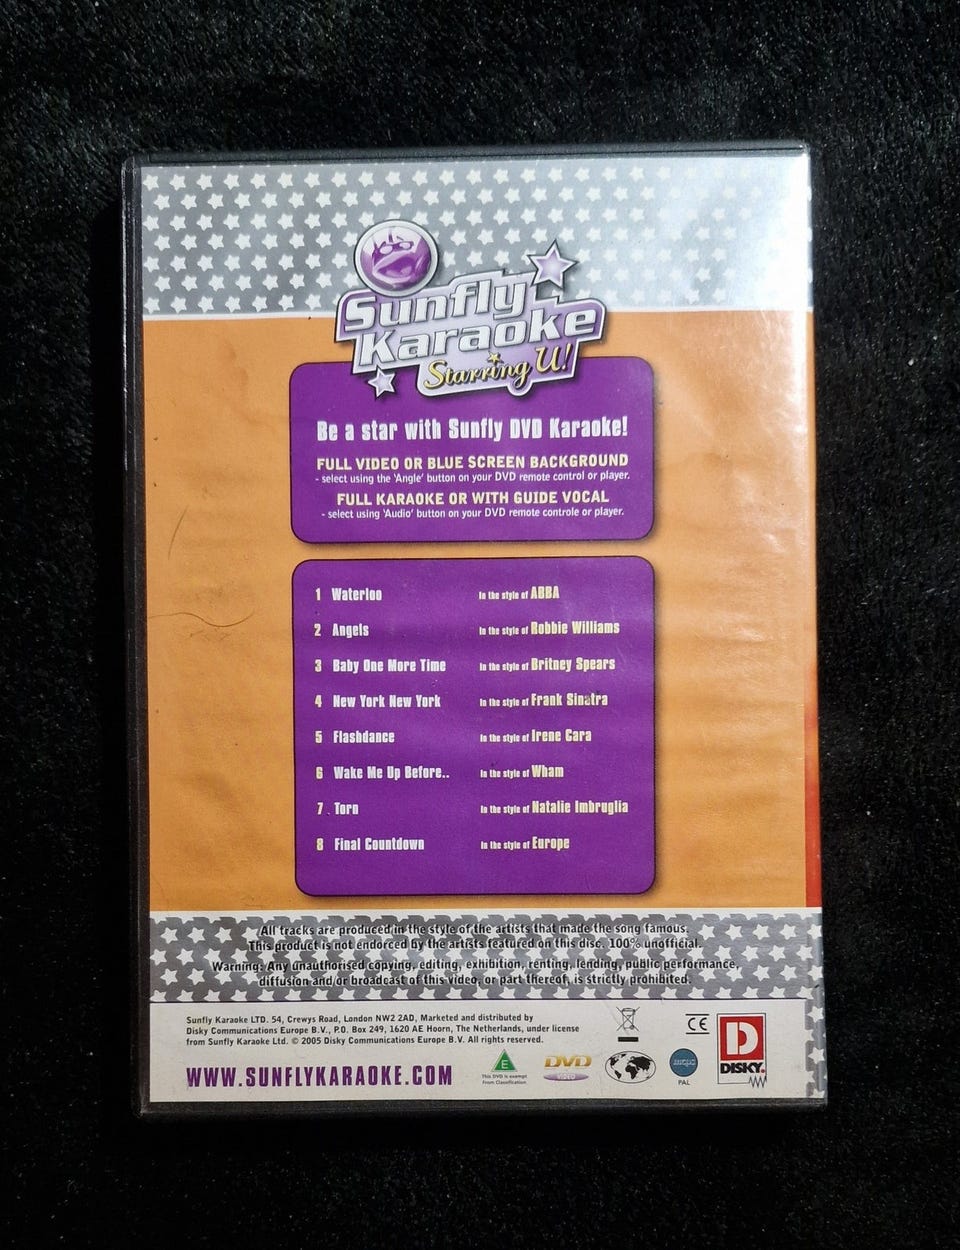 Sunfly
Karaoke
Starring U!
Be a star with Sunfly DVD Karaoke!
FULL VIDEO OR BLUE SCREEN BACKGROUND
- select using the 'Angle' button on your DVD remote control or player.
FULL KARAOKE OR WITH GUIDE VOCAL
- select using 'Audio' button on your DVD remote controle or player.
1 Waterloo In the style of ABBA
2 Angels In the style of Robbie Williams
3 Baby One More Time In the style of Britney Spears
4 New York New York In the style of Frank Sinatra
5 Flashdance In the style of Irene Cara
6 Wake Me Up Before.. In the style of Wham
7 Torn In the style of Natalie Imbruglia
8 Final Countdown In the style of Europe
All tracks are produced in the style of the artists that made the song famous.
This product is not endorsed by the artists featured on this disc. 100% unofficial.
Warning: Any unauthorised copying, editing, exhibition, renting, lending, public performance,
diffusion and/or broadcast of this video, or part thereof, is strictly prohibited.
Sunfly Karaoke LTD. 54, Crewys Road, London NW2 2AD, Marketed and distributed by
Disky Communications Europe B.V., P.O. Box 249, 1620 AE Hoorn, The Netherlands, under license
from Sunfly Karaoke Ltd. © 2005 Disky Communications Europe B.V. All rights reserved.
WWW.SUNFLYKARAOKE.COM
E
This DVD is exempt
From Classification
DVD
VIDEO
PAL
CE
D
DISKY.